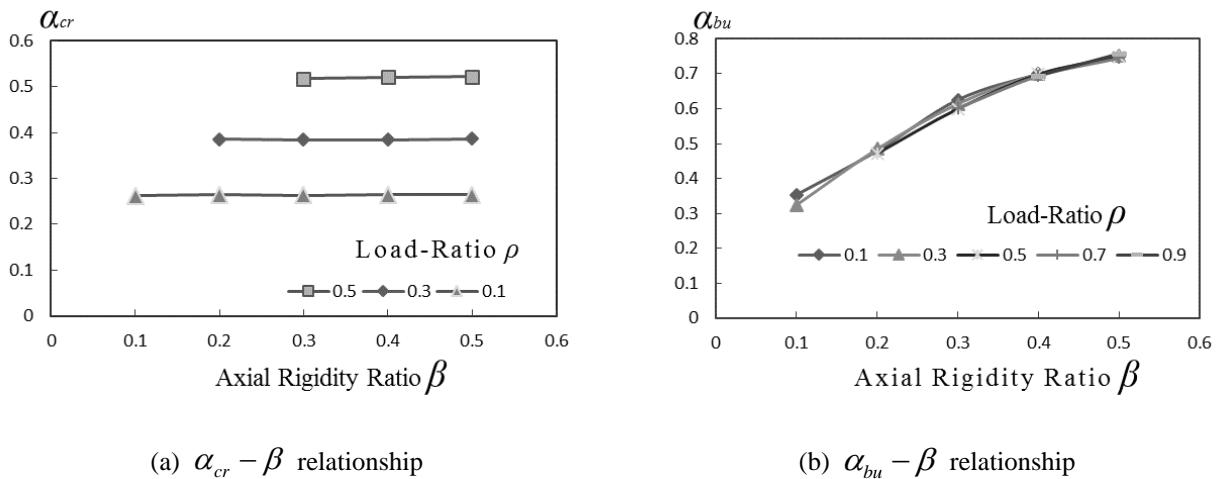 αcr
0.6
0.5
0.4
0.3
0.2
0.1
0
Load-Ratio ρ
0.5 0.3 0.1
0 0.1 0.2 0.3 0.4 0.5 0.6
Axial Rigidity Ratio β
(a) αcr − β relationship
αbu
0.8
0.7
0.6
0.5
0.4
0.3
0.2
0.1
0
Load-Ratio ρ
0.1 0.3 0.5 0.7 0.9
0 0.1 0.2 0.3 0.4 0.5 0.6
Axial Rigidity Ratio β
(b) αbu − β relationship